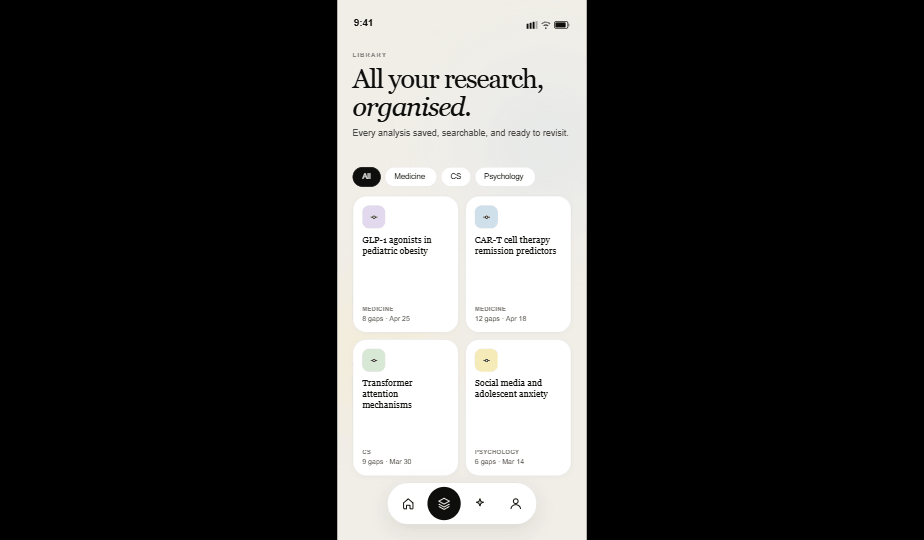 9:41
LIBRARY
All your research,
organised.
Every analysis saved, searchable, and ready to revisit.
All
Medicine
CS
Psychology
GLP-1 agonists in
pediatric obesity
MEDICINE
8 gaps · Apr 25
CAR-T cell therapy
remission predictors
MEDICINE
12 gaps · Apr 18
Transformer
attention
mechanisms
CS
9 gaps · Mar 30
Social media and
adolescent anxiety
PSYCHOLOGY
6 gaps · Mar 14